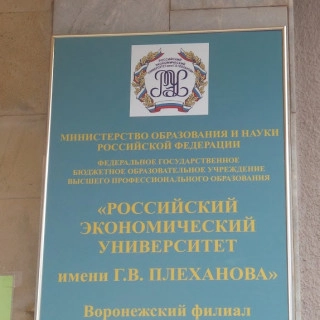 МИНИСТЕРСТВО ОБРАЗОВАНИЯ И НАУКИ
РОССИЙСКОЙ ФЕДЕРАЦИИ
ФЕДЕРАЛЬНОЕ ГОСУДАРСТВЕННОЕ
БЮДЖЕТНОЕ ОБРАЗОВАТЕЛЬНОЕ УЧРЕЖДЕНИЕ
ВЫСШЕГО ПРОФЕССИОНАЛЬНОГО ОБРАЗОВАНИЯ
«РОССИЙСКИЙ
ЭКОНОМИЧЕСКИЙ
УНИВЕРСИТЕТ
имени Г.В. ПЛЕХАНОВА»
Воронежский филиал